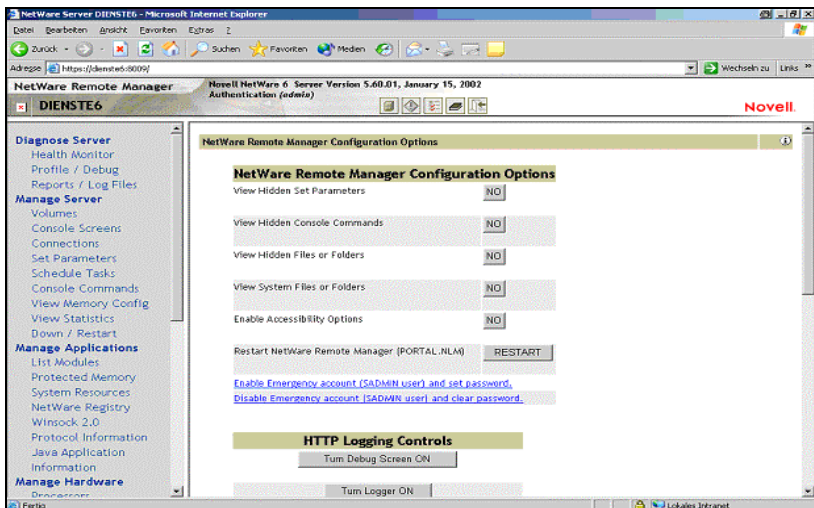 NetWare Server DIENSTE6 - Microsoft Internet Explorer
Datei Bearbeiten Ansicht Favoriten Extras ?
Zurück Suchen Favoriten Medien
Adresse https://dienste6:8009/ Wechseln zu Links »
NetWare Remote Manager
DIENSTE6
Novell NetWare 6 Server Version 5.60.01, January 15, 2002
Authentication (admin)
Novell.
Diagnose Server
Health Monitor
Profile / Debug
Reports / Log Files
Manage Server
Volumes
Console Screens
Connections
Set Parameters
Schedule Tasks
Console Commands
View Memory Config
View Statistics
Down / Restart
Manage Applications
List Modules
Protected Memory
System Resources
NetWare Registry
Winsock 2.0
Protocol Information
Java Application
Information
Manage Hardware
Processors
NetWare Remote Manager Configuration Options
NetWare Remote Manager Configuration Options
View Hidden Set Parameters NO
View Hidden Console Commands NO
View Hidden Files or Folders NO
View System Files or Folders NO
Enable Accessibility Options NO
Restart NetWare Remote Manager (PORTAL.NLM) RESTART
Enable Emergency account (SADMIN user) and set password.
Disable Emergency account (SADMIN user) and clear password.
HTTP Logging Controls
Turn Debug Screen ON
Turn Logger ON
Fertig Lokales Intranet